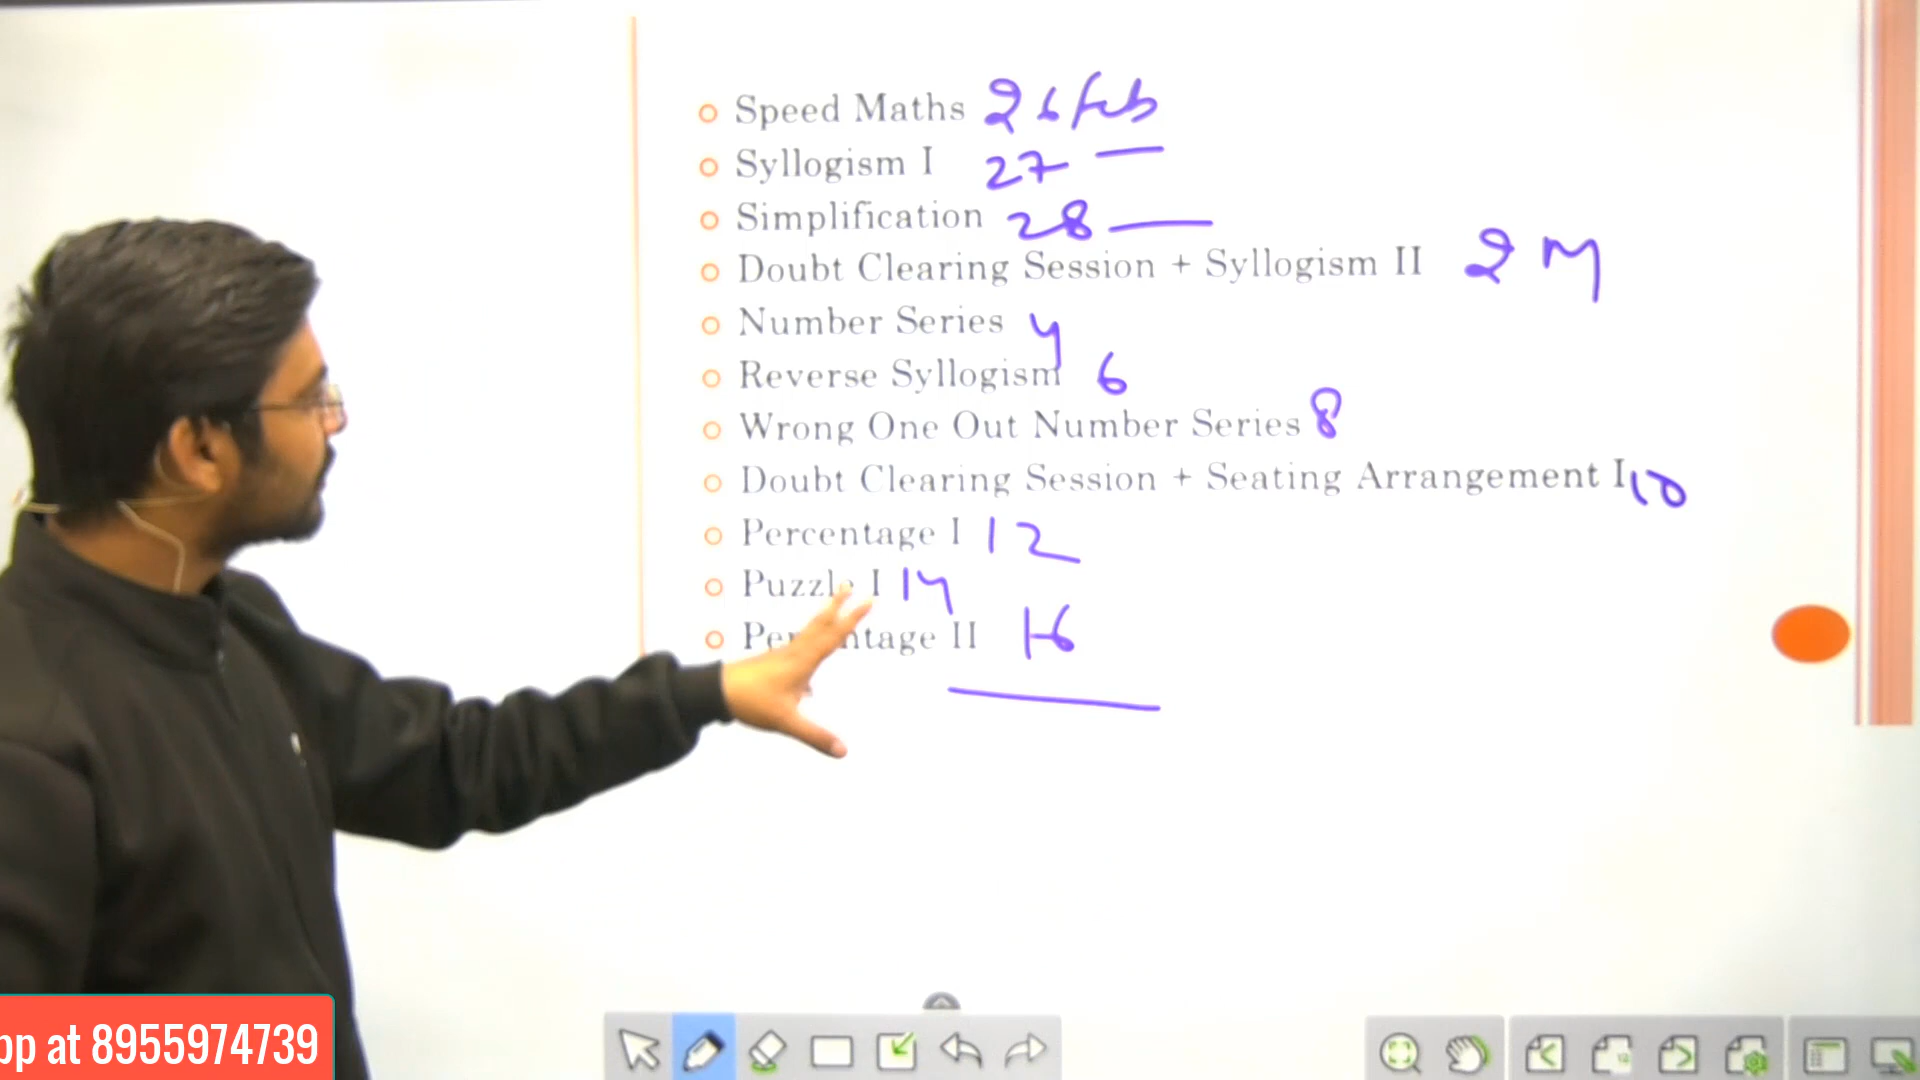 Speed Maths 26 Feb
Syllogism I 27
Simplification 28
Doubt Clearing Session + Syllogism II 2 M
Number Series 4
Reverse Syllogism 6
Wrong One Out Number Series 8
Doubt Clearing Session + Seating Arrangement I 10
Percentage I 12
Puzzle I 14
Percentage II 16
pp at 8955974739